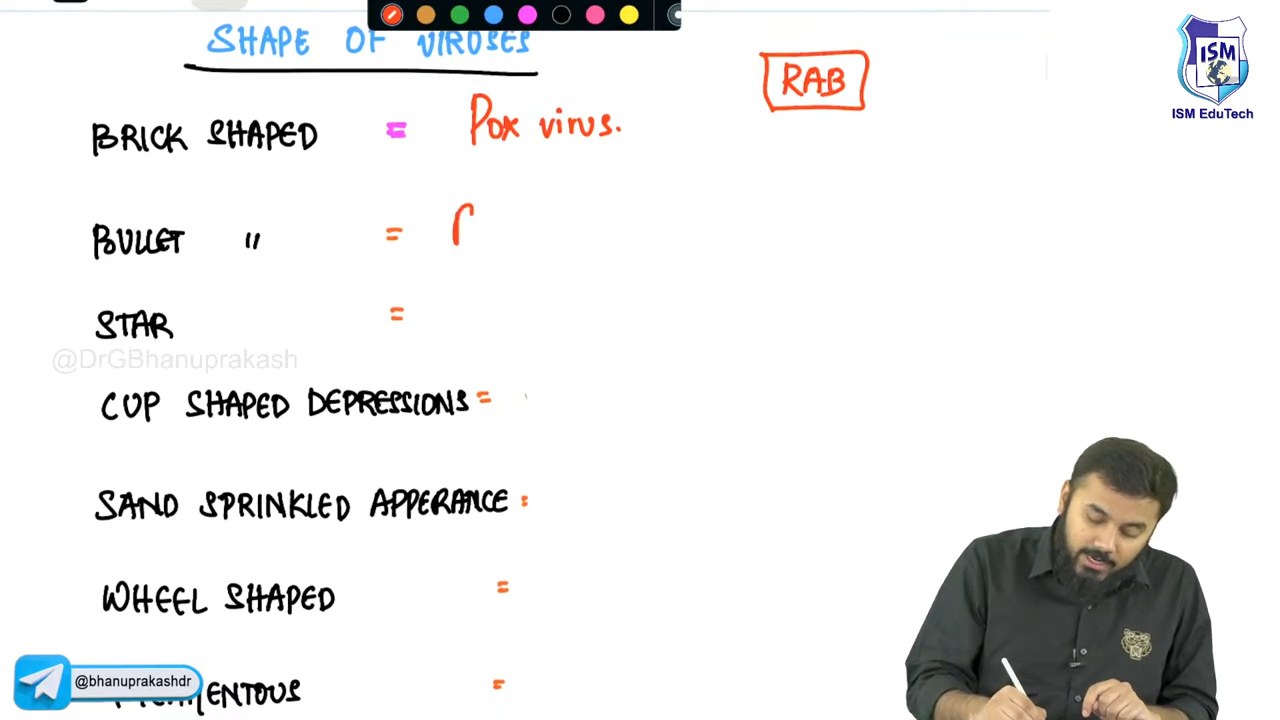 SHAPE OF VIROSES
RAB
ISM
ISM EduTech
BRICK SHAPED = Pox virus.
BULLET " =
STAR =
@DrGBhanuprakash
CUP SHAPED DEPRESSIONS =
SAND SPRINKLED APPERANCE :
WHEEL SHAPED =
@bhanuprakashdr
=